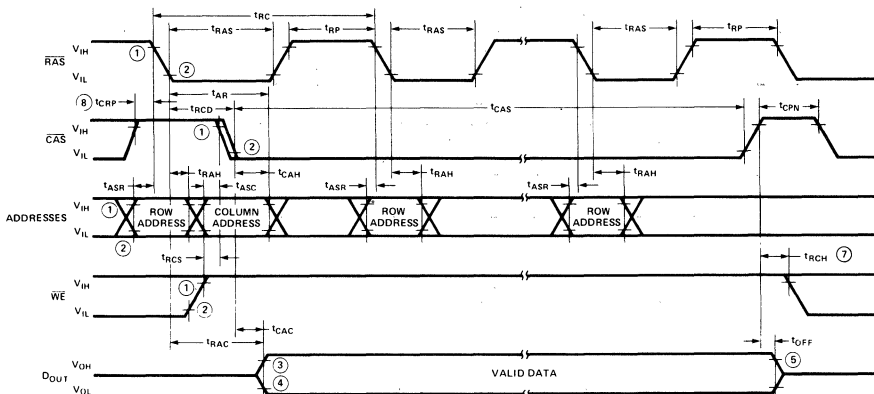 tRC
tRAS tRP tRAS tRAS tRP
RAS VIH ① VIL ②
tAR
⑧ tCRP tRCD tCAS tCPN
CAS VIH ① VIL ②
tRAH tCAH tRAH tRAH
tASR tASC tASR tASR
ADDRESSES VIH ① VIL ②
ROW ADDRESS COLUMN ADDRESS ROW ADDRESS ROW ADDRESS
tRCS tRCH ⑦
WE VIH ① VIL ②
tCAC
tRAC tOFF
DOUT VOH ③ VOL ④ VALID DATA ⑤